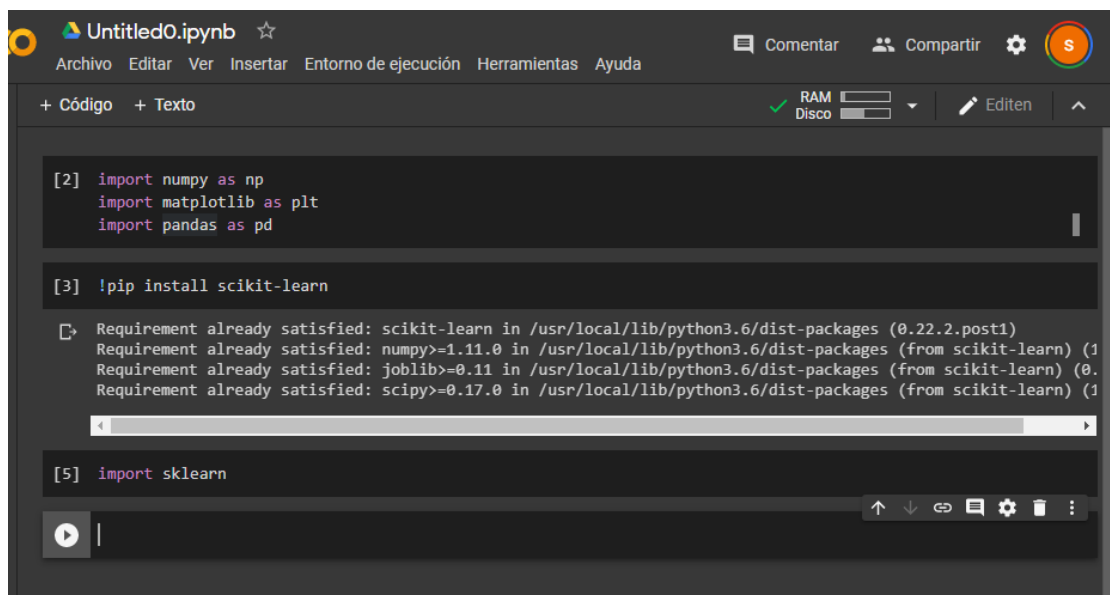 Untitled0.ipynb
Comentar Compartir S
Archivo Editar Ver Insertar Entorno de ejecución Herramientas Ayuda
+ Código + Texto
RAM
Disco
Editen
[2] import numpy as np
import matplotlib as plt
import pandas as pd
[3] !pip install scikit-learn
Requirement already satisfied: scikit-learn in /usr/local/lib/python3.6/dist-packages (0.22.2.post1)
Requirement already satisfied: numpy>=1.11.0 in /usr/local/lib/python3.6/dist-packages (from scikit-learn) (1
Requirement already satisfied: joblib>=0.11 in /usr/local/lib/python3.6/dist-packages (from scikit-learn) (0.
Requirement already satisfied: scipy>=0.17.0 in /usr/local/lib/python3.6/dist-packages (from scikit-learn) (1
[5] import sklearn